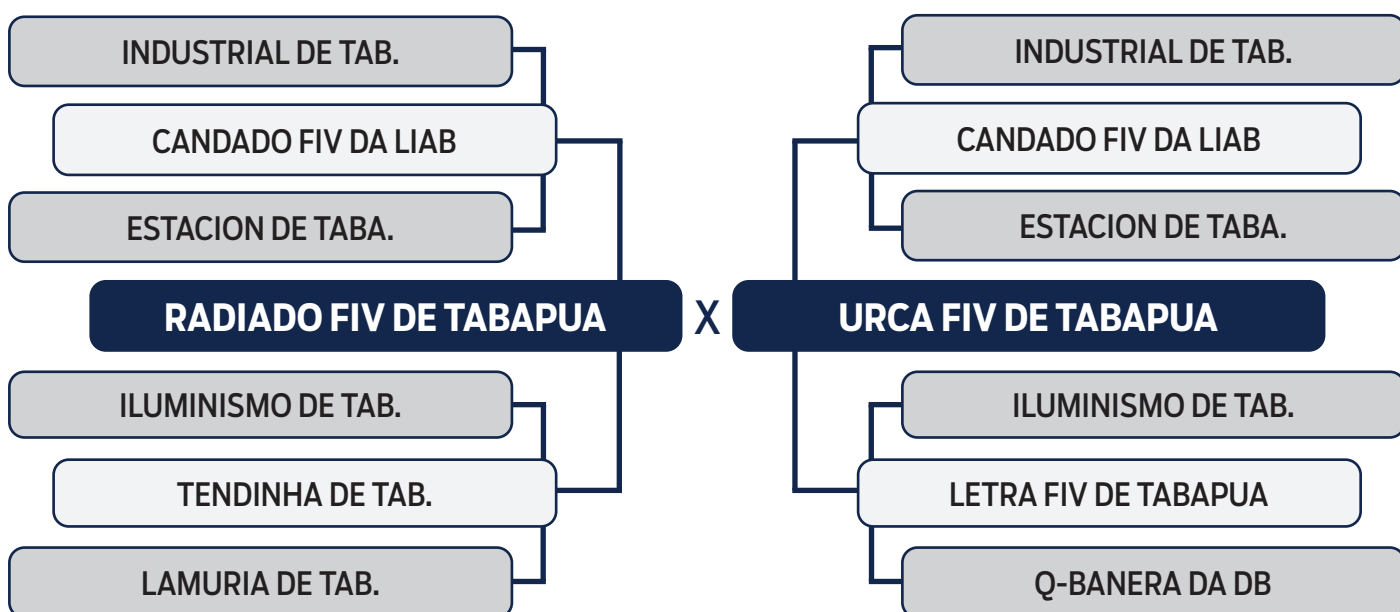 INDUSTRIAL DE TAB.
CANDADO FIV DA LIAB
ESTACION DE TABA.
RADIADO FIV DE TABAPUA
ILUMINISMO DE TAB.
TENDINHA DE TAB.
LAMURIA DE TAB.
X
INDUSTRIAL DE TAB.
CANDADO FIV DA LIAB
ESTACION DE TABA.
URCA FIV DE TABAPUA
ILUMINISMO DE TAB.
LETRA FIV DE TABAPUA
Q-BANERA DA DB